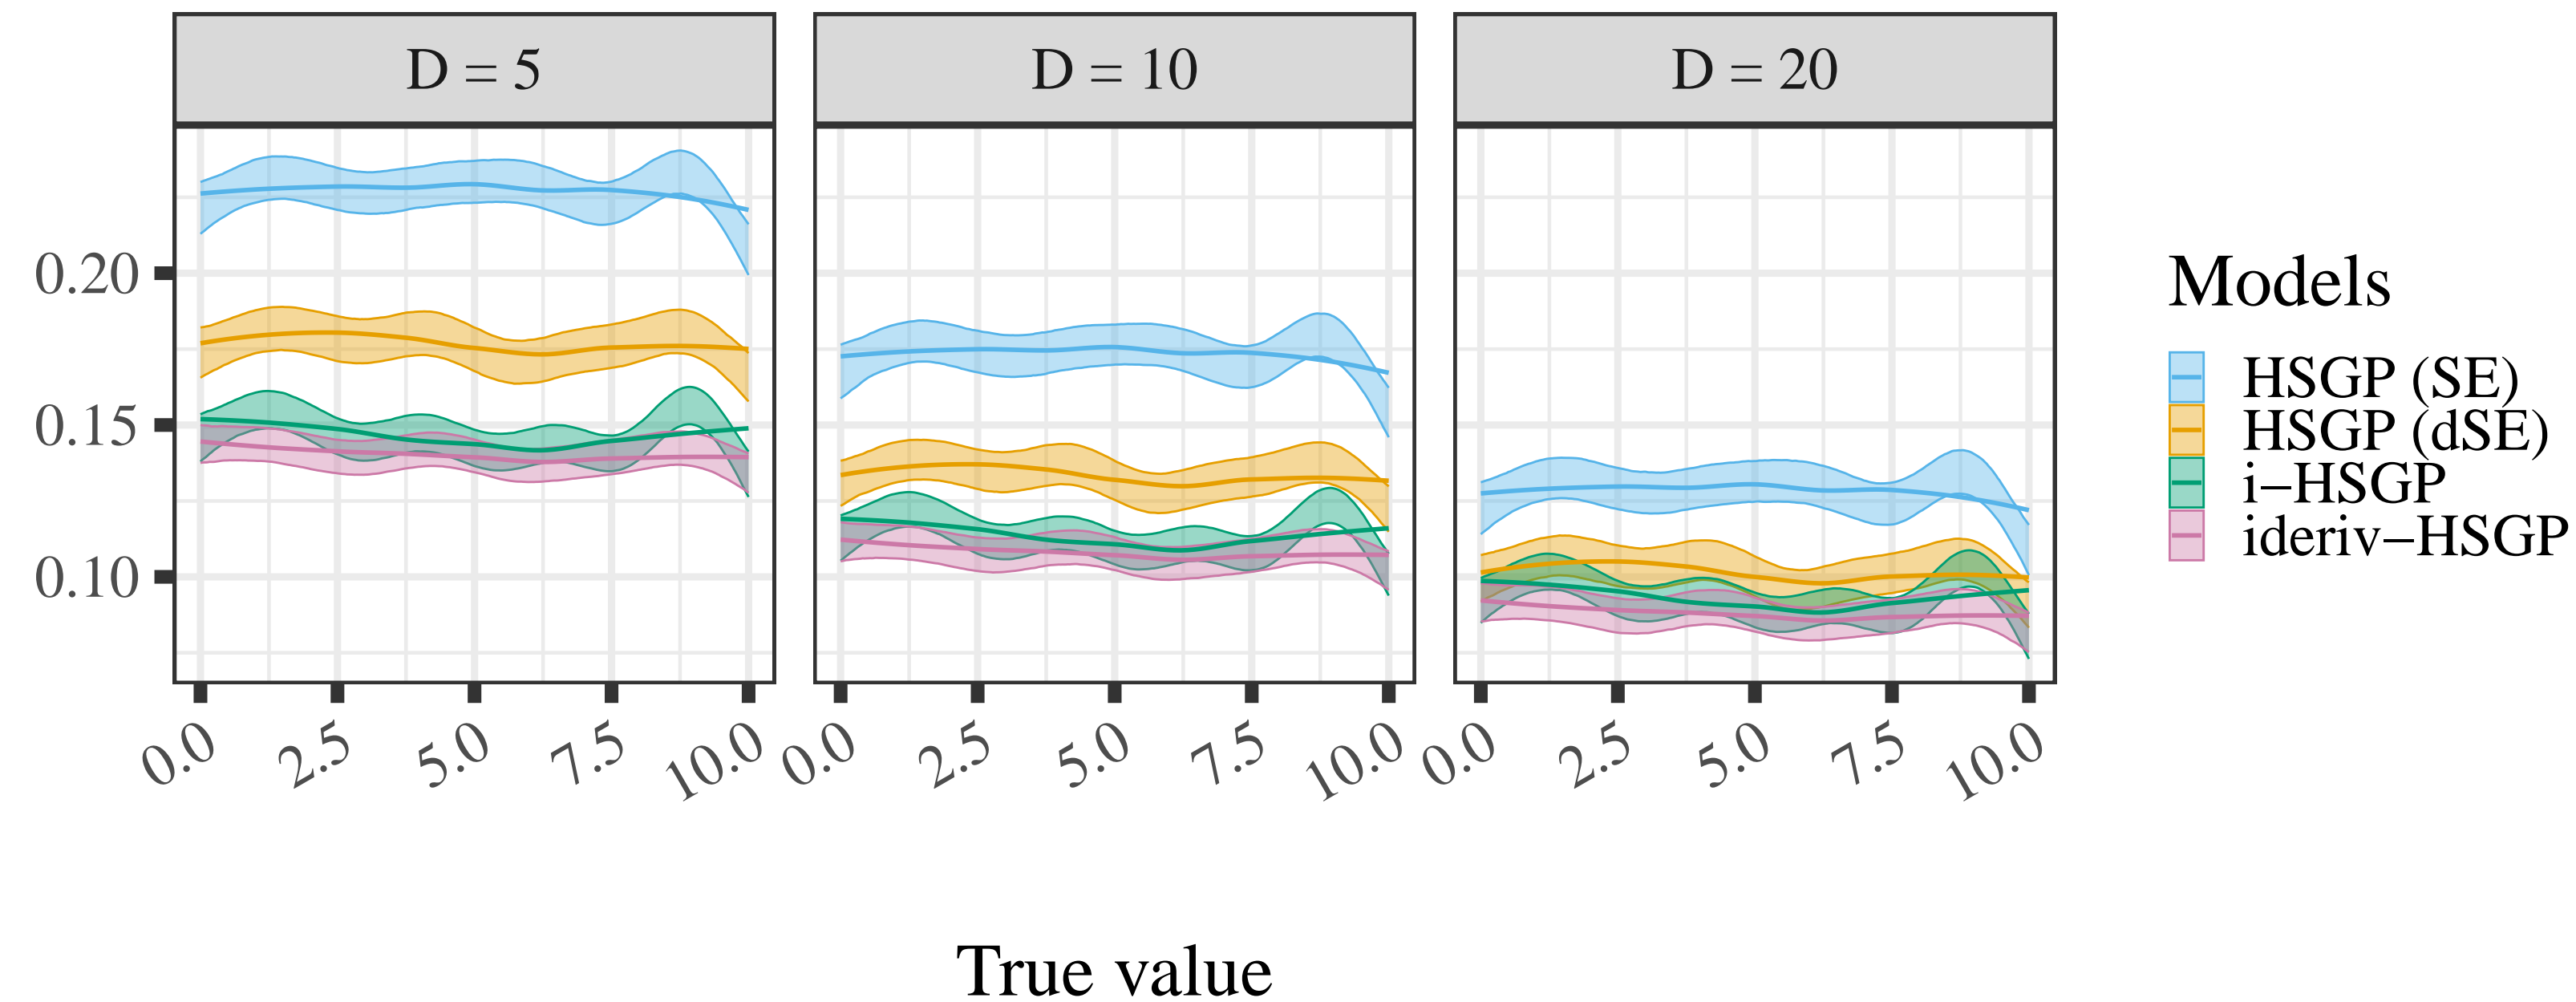 D = 5
D = 10
D = 20
0.20
0.15
0.10
0.0 2.5 5.0 7.5 10.0
0.0 2.5 5.0 7.5 10.0
0.0 2.5 5.0 7.5 10.0
True value
Models
HSGP (SE)
HSGP (dSE)
i−HSGP
ideriv−HSGP